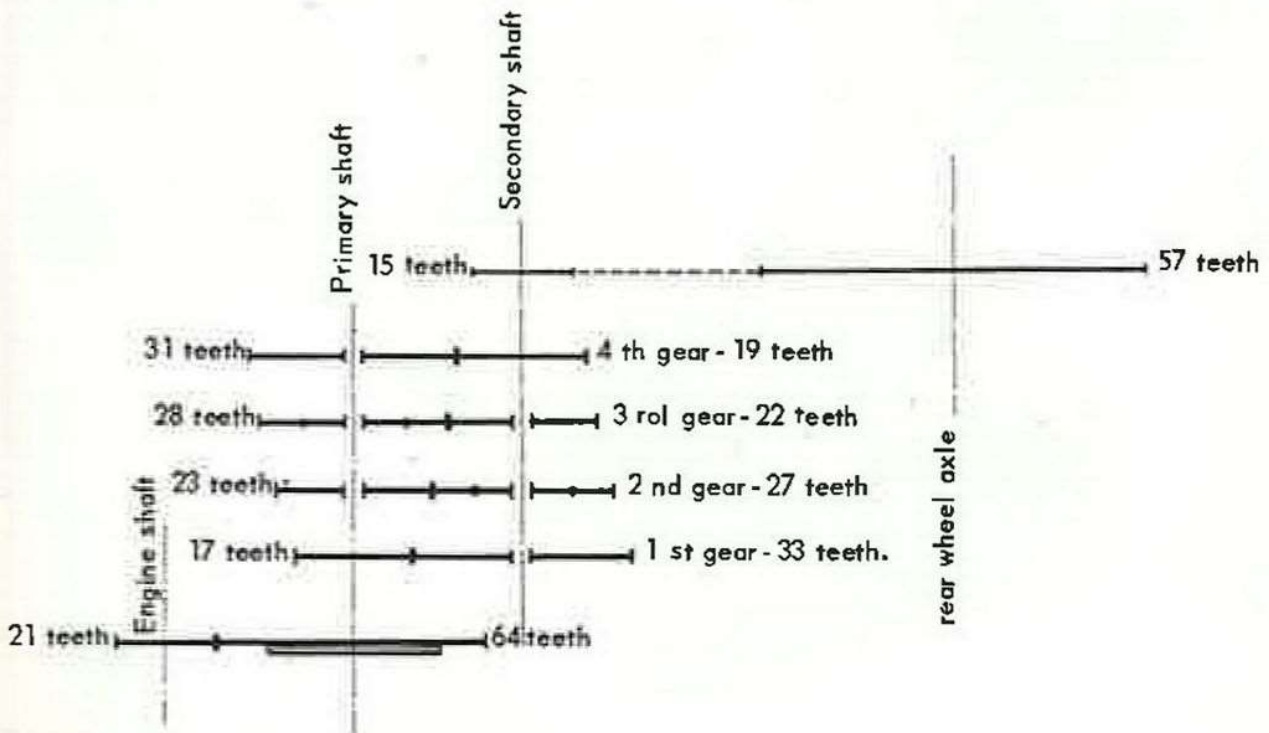 Secondary shaft
Primary shaft
15 teeth
57 teeth
31 teeth
4 th gear - 19 teeth
28 teeth
3 rol gear - 22 teeth
23 teeth
2 nd gear - 27 teeth
Engine shaft
rear wheel axle
17 teeth
1 st gear - 33 teeth.
21 teeth
64 teeth